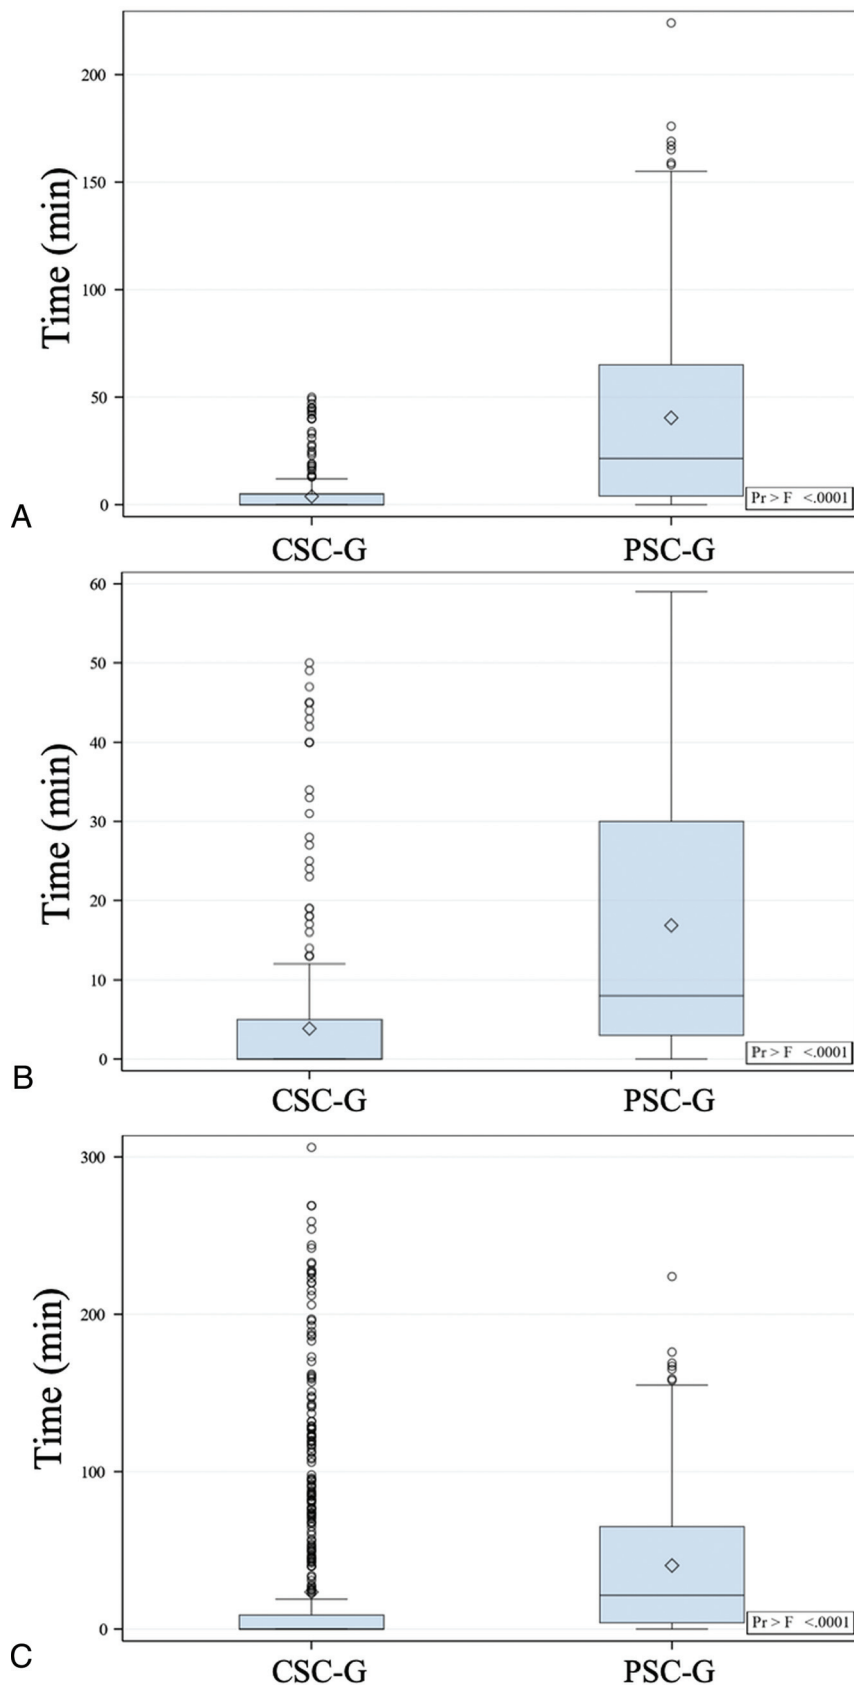 Time (min)
200
150
100
50
0
Pr > F <.0001
A
CSC-G PSC-G
Time (min)
60
50
40
30
20
10
0
Pr > F <.0001
B
CSC-G PSC-G
Time (min)
300
200
100
0
Pr > F <.0001
C
CSC-G PSC-G